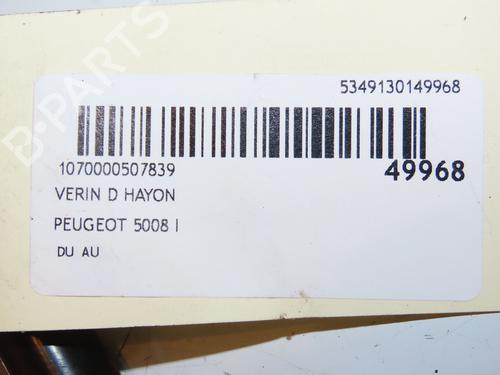 B-PARTS
5349130149968
1070000507839
49968
VERIN D HAYON
PEUGEOT 5008 I
DU AU